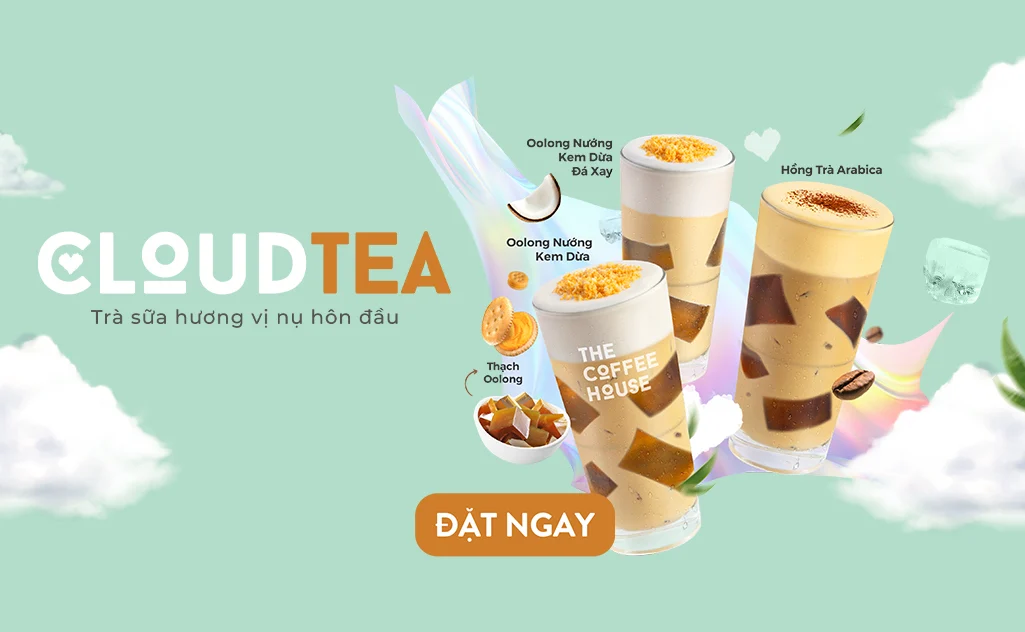 CLOUDTEA
Trà sữa hương vị nụ hôn đầu
Oolong Nướng
Kem Dừa
Đá Xay
Hồng Trà Arabica
Oolong Nướng
Kem Dừa
Thạch
Oolong
THE
COFFEE
HOUSE
ĐẶT NGAY